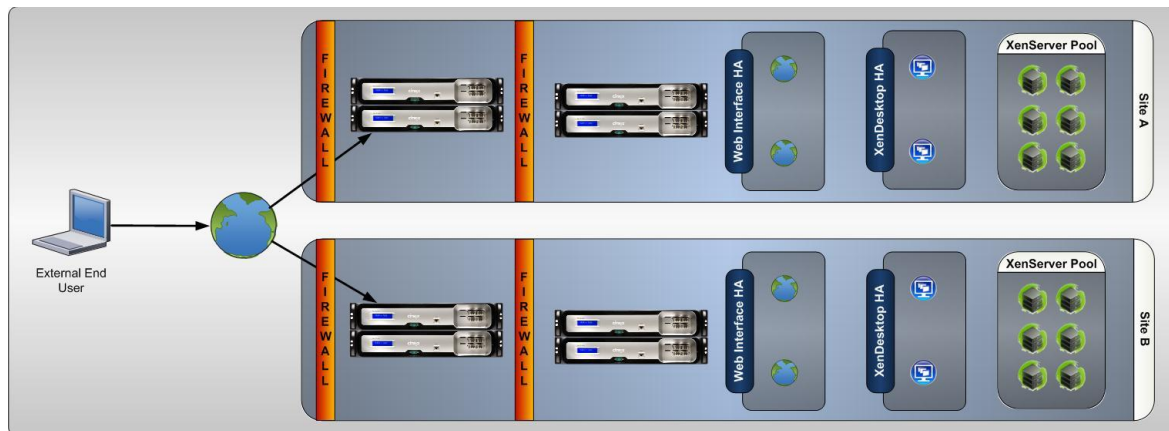 External End
User
FIREWALL
FIREWALL
Web Interface HA
XenDesktop HA
XenServer Pool
Site A
FIREWALL
FIREWALL
Web Interface HA
XenDesktop HA
XenServer Pool
Site B